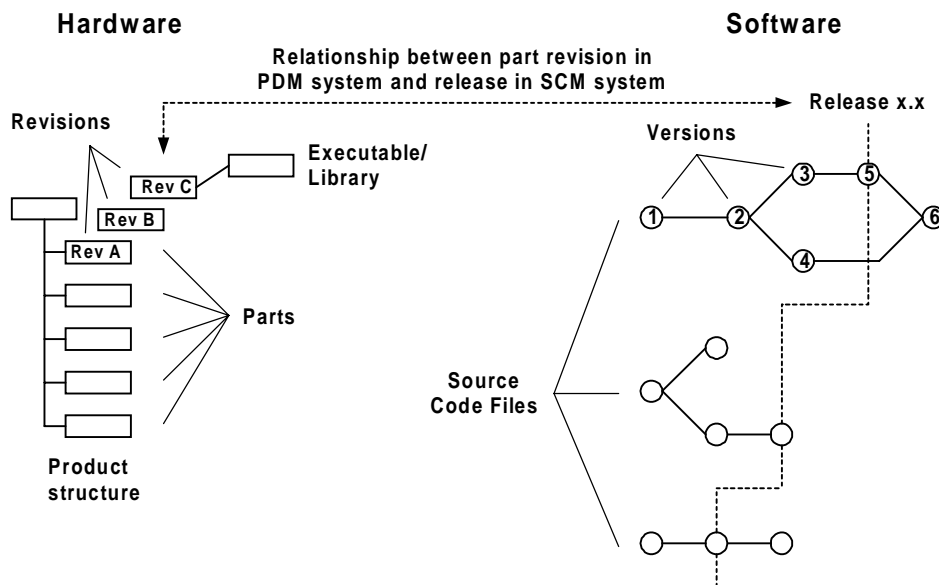 Hardware
Software
Relationship between part revision in
PDM system and release in SCM system
Release x.x
Revisions
Versions
Executable/
Library
Rev C
Rev B
Rev A
Parts
Product
structure
1
2
3
4
5
6
Source
Code Files